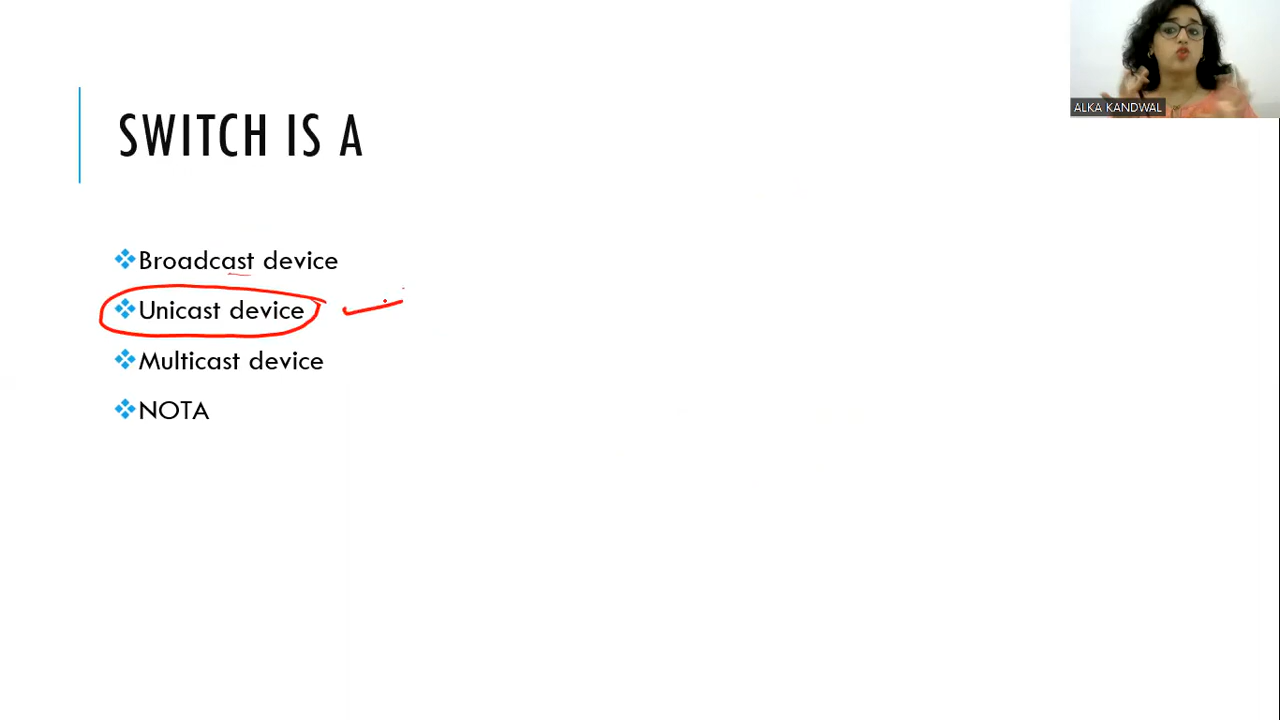 ALKA KANDWAL
SWITCH IS A
Broadcast device
Unicast device
Multicast device
NOTA